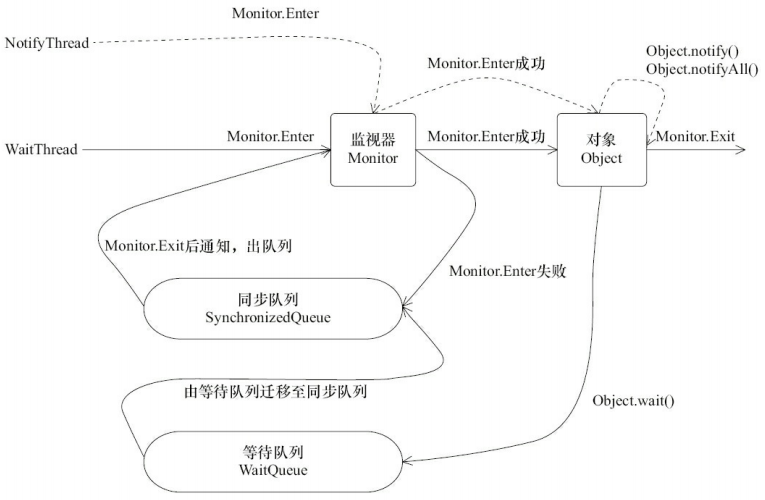 Monitor.Enter
NotifyThread
Monitor.Enter成功
Object.notify()
Object.notifyAll()
WaitThread
Monitor.Enter
监视器
Monitor
Monitor.Enter成功
对象
Object
Monitor.Exit
Monitor.Exit后通知，出队列
Monitor.Enter失败
同步队列
SynchronizedQueue
由等待队列迁移至同步队列
Object.wait()
等待队列
WaitQueue